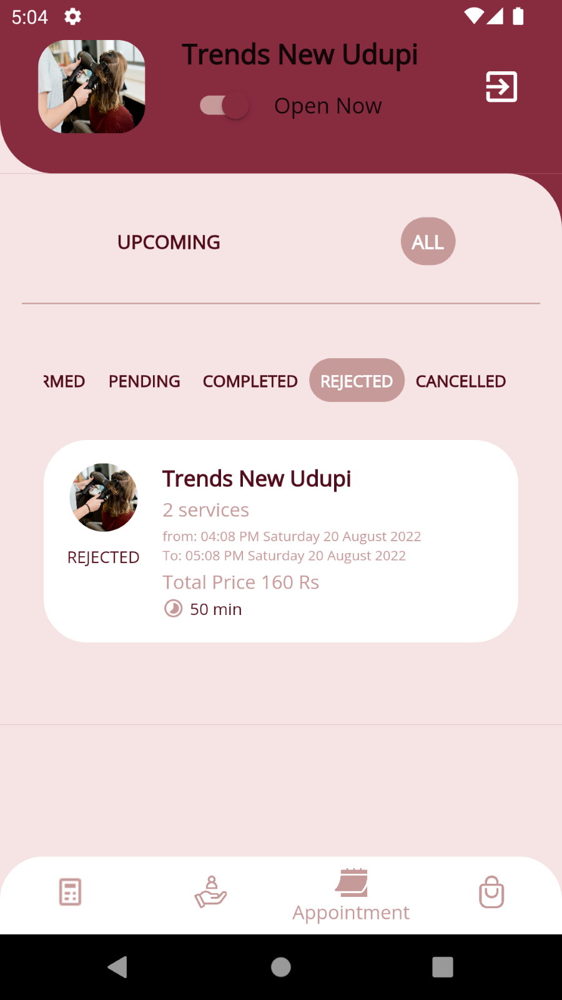 5:04
Trends New Udupi
Open Now
UPCOMING ALL
RMED PENDING COMPLETED REJECTED CANCELLED
Trends New Udupi
2 services
from: 04:08 PM Saturday 20 August 2022
To: 05:08 PM Saturday 20 August 2022
REJECTED
Total Price 160 Rs
50 min
Appointment